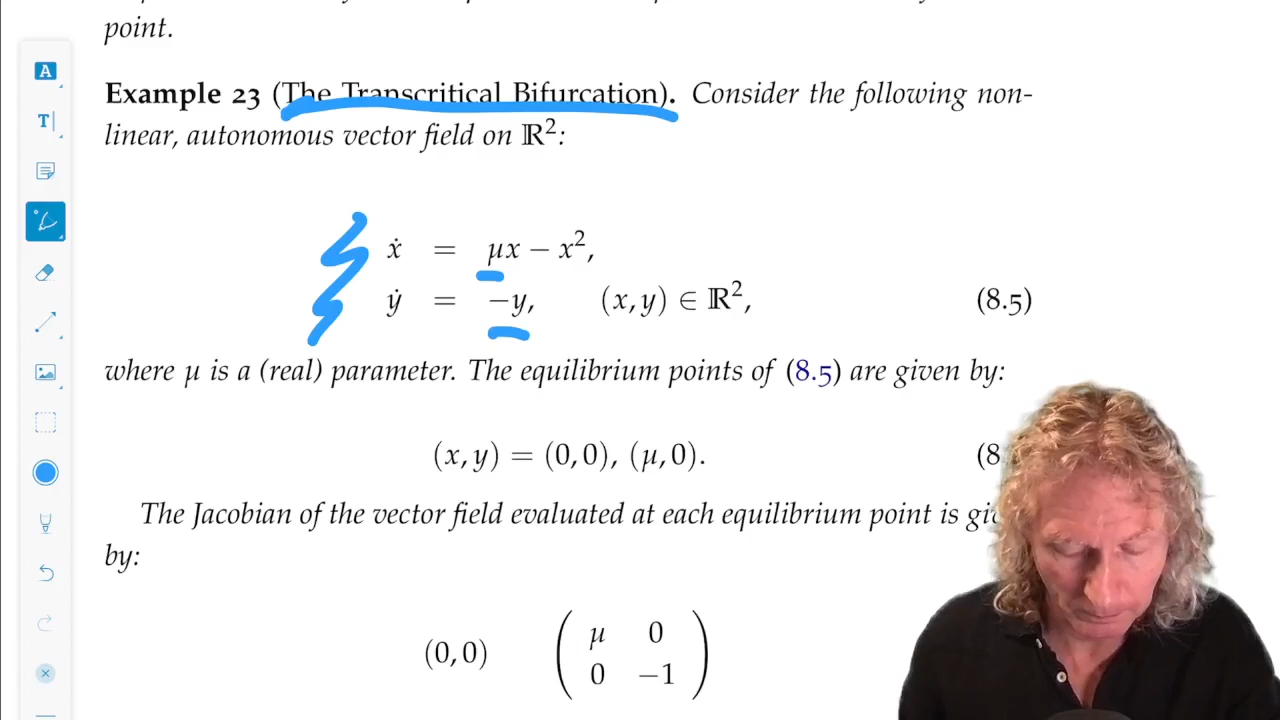 point.
Example 23 (The Transcritical Bifurcation). Consider the following non-
linear, autonomous vector field on ℝ²:
ẋ = μx − x²,
ẏ = −y, (x, y) ∈ ℝ², (8.5)
where μ is a (real) parameter. The equilibrium points of (8.5) are given by:
(x, y) = (0, 0), (μ, 0). (8.
The Jacobian of the vector field evaluated at each equilibrium point is
by:
(0, 0) ( μ 0
0 −1 )
A
T